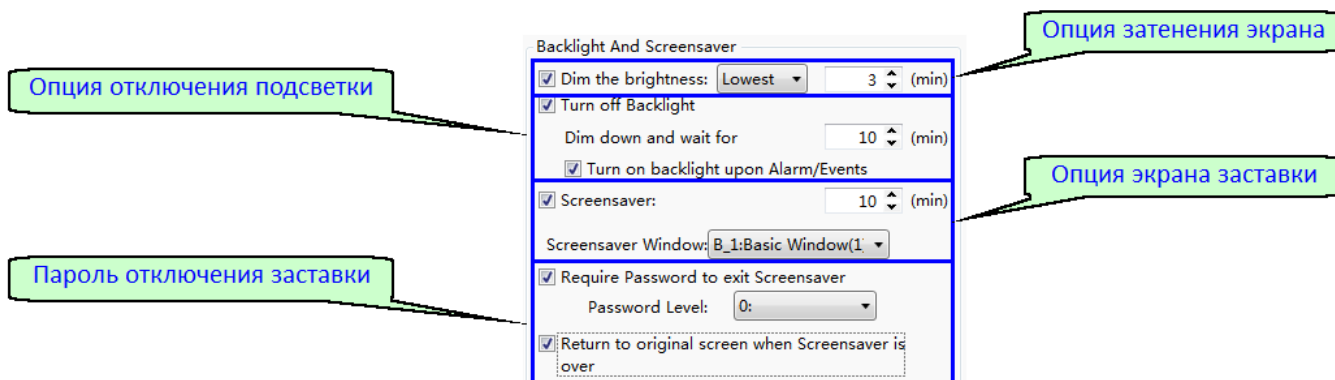 Опция затенения экрана
Backlight And Screensaver
Dim the brightness: Lowest 3 (min)
Опция отключения подсветки
Turn off Backlight
Dim down and wait for 10 (min)
Turn on backlight upon Alarm/Events
Опция экрана заставки
Screensaver: 10 (min)
Screensaver Window: B_1:Basic Window(1
Пароль отключения заставки
Require Password to exit Screensaver
Password Level: 0:
Return to original screen when Screensaver is
over